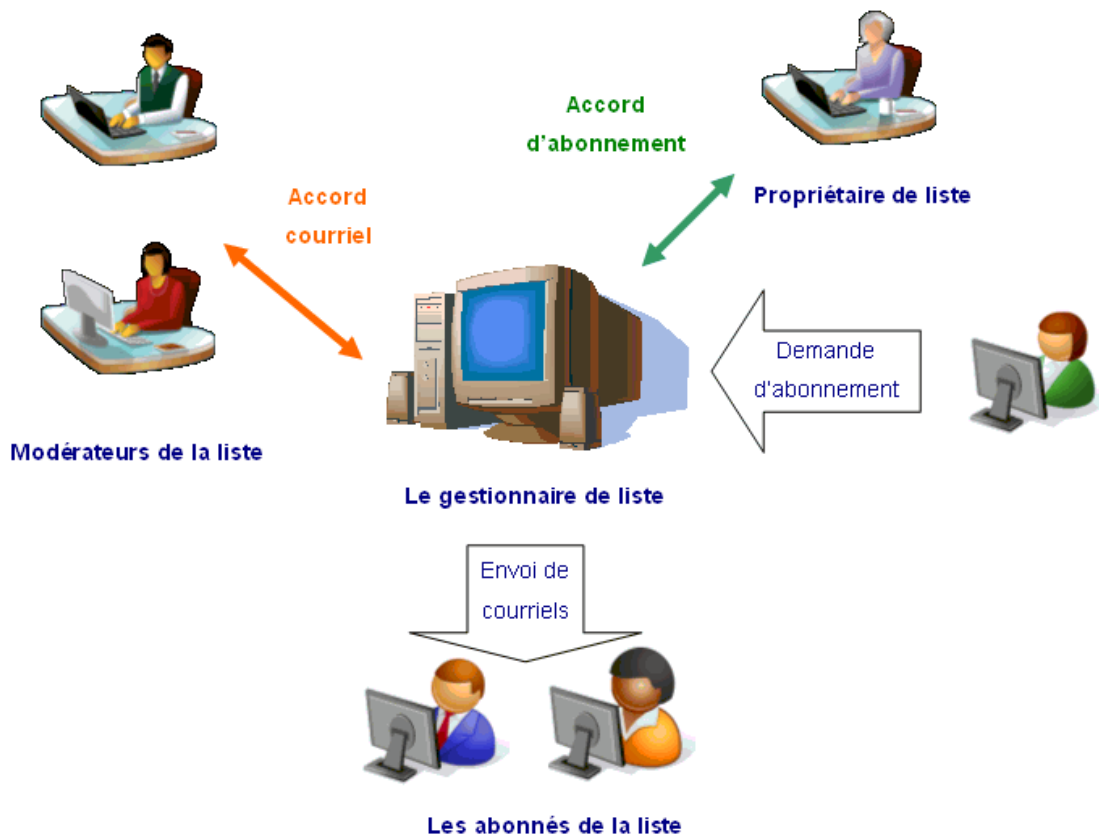 Accord
d'abonnement
Propriétaire de liste
Accord
courriel
Demande
d'abonnement
Modérateurs de la liste
Le gestionnaire de liste
Envoi de
courriels
Les abonnés de la liste